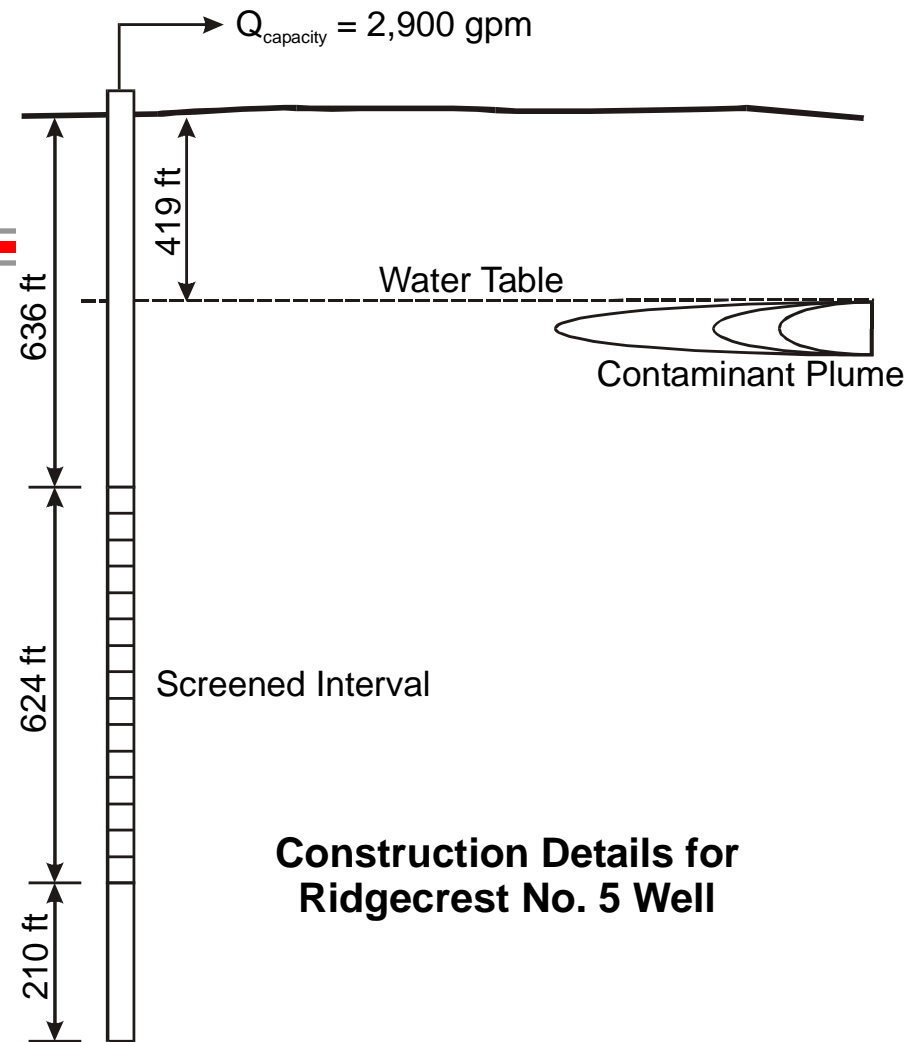 Qcapacity = 2,900 gpm
419 ft
636 ft
Water Table
Contaminant Plume
624 ft
Screened Interval
Construction Details for
Ridgecrest No. 5 Well
210 ft